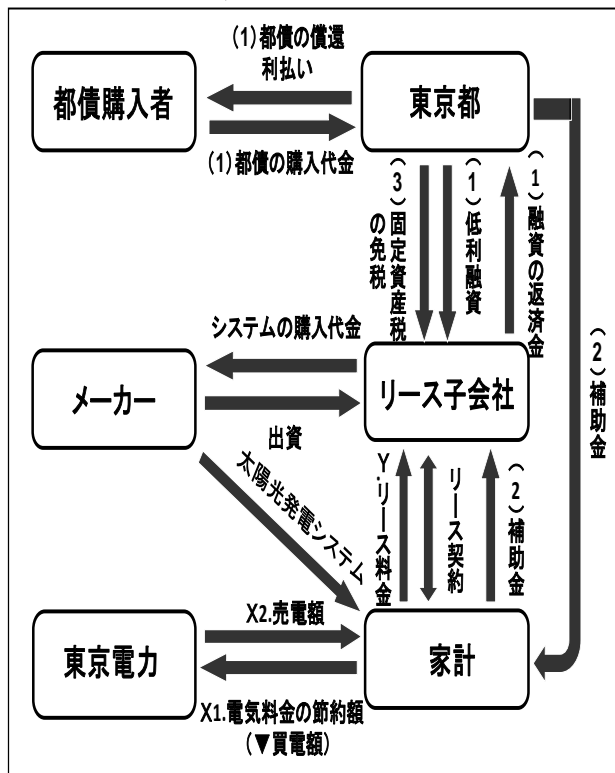 (1)都債の償還
利払い
都債購入者
東京都
(1)都債の購入代金
(3)固定資産税
の免税
(1)低利融資
(1)融資の返済金
(2)補助金
システムの購入代金
メーカー
リース子会社
出資
太陽光発電システム
Y.リース料金
リース契約
(2)補助金
X2.売電額
東京電力
家計
X1.電気料金の節約額
(▼買電額)